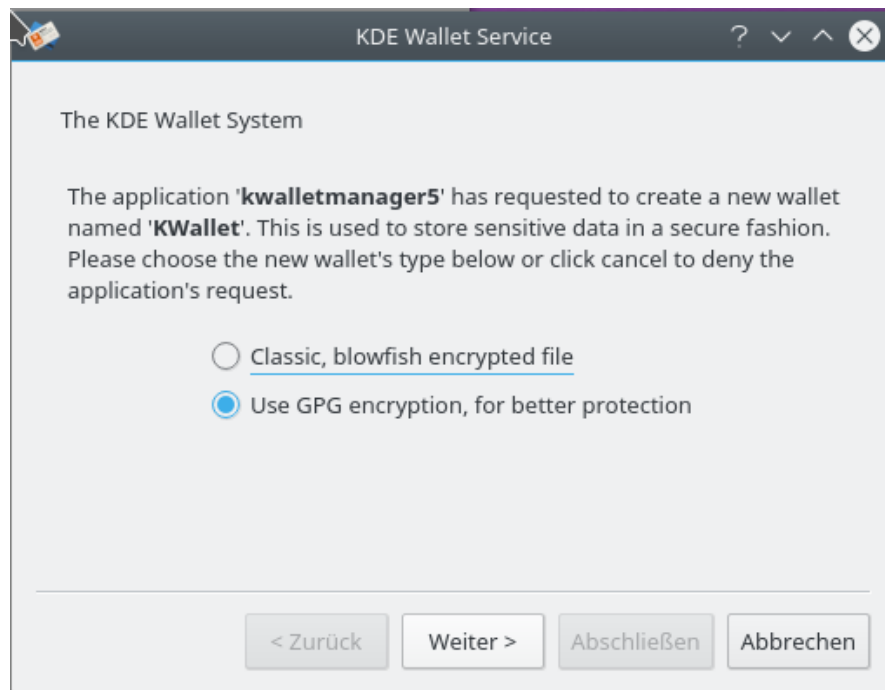 KDE Wallet Service
The KDE Wallet System
The application 'kwalletmanager5' has requested to create a new wallet
named 'KWallet'. This is used to store sensitive data in a secure fashion.
Please choose the new wallet's type below or click cancel to deny the
application's request.
Classic, blowfish encrypted file
Use GPG encryption, for better protection
< Zurück Weiter > Abschließen Abbrechen